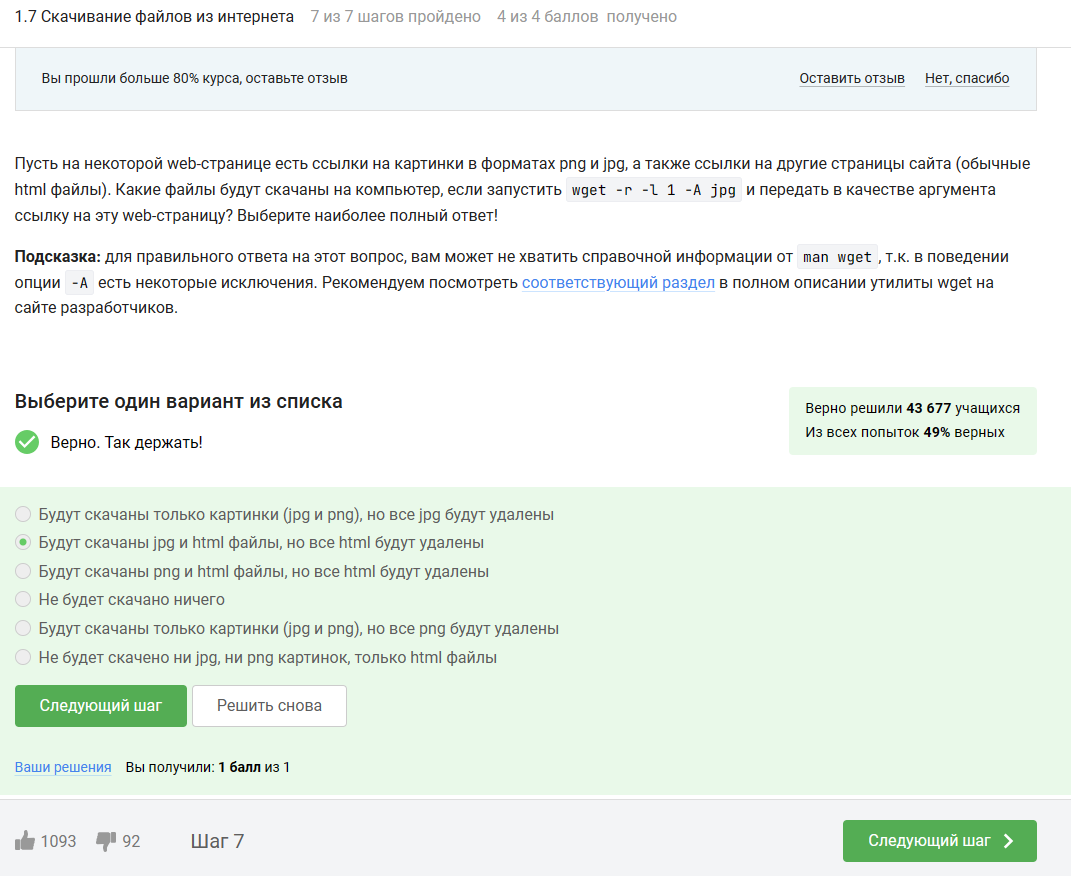 1.7 Скачивание файлов из интернета 7 из 7 шагов пройдено 4 из 4 баллов получено
Вы прошли больше 80% курса, оставьте отзыв Оставить отзыв Нет, спасибо
Пусть на некоторой web-странице есть ссылки на картинки в форматах png и jpg, а также ссылки на другие страницы сайта (обычные
html файлы). Какие файлы будут скачаны на компьютер, если запустить wget -r -l 1 -A jpg и передать в качестве аргумента
ссылку на эту web-страницу? Выберите наиболее полный ответ!
Подсказка: для правильного ответа на этот вопрос, вам может не хватить справочной информации от man wget, т.к. в поведении
опции -A есть некоторые исключения. Рекомендуем посмотреть соответствующий раздел в полном описании утилиты wget на
сайте разработчиков.
Выберите один вариант из списка
Верно. Так держать!
Верно решили 43 677 учащихся
Из всех попыток 49% верных
Будут скачаны только картинки (jpg и png), но все jpg будут удалены
Будут скачаны jpg и html файлы, но все html будут удалены
Будут скачаны png и html файлы, но все html будут удалены
Не будет скачано ничего
Будут скачаны только картинки (jpg и png), но все png будут удалены
Не будет скачено ни jpg, ни png картинок, только html файлы
Следующий шаг Решить снова
Ваши решения Вы получили: 1 балл из 1
1093 92 Шаг 7 Следующий шаг